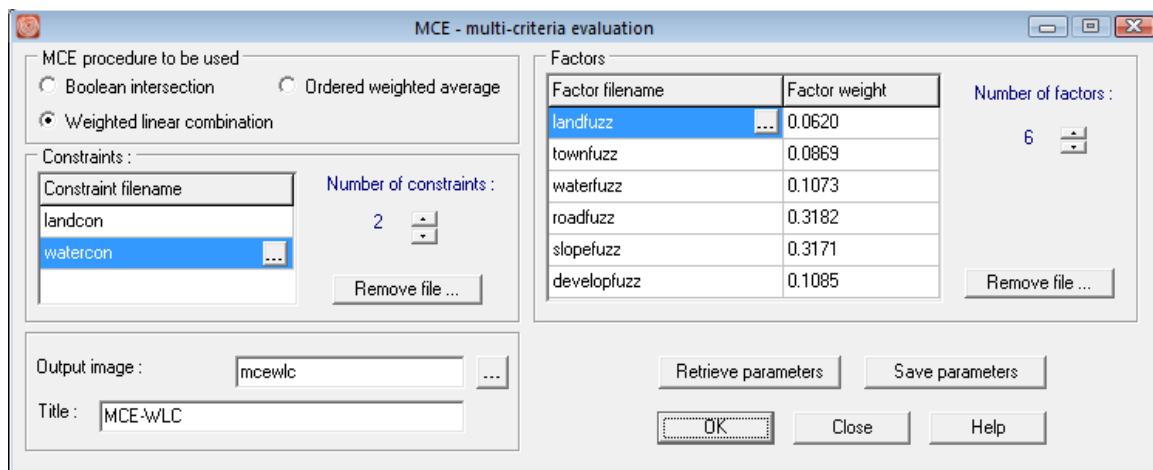 MCE - multi-criteria evaluation
MCE procedure to be used
Boolean intersection
Ordered weighted average
Weighted linear combination
Constraints :
Constraint filename
landcon
watercon
...
Number of constraints :
2
Remove file ...
Output image :
mcewlc
...
Title :
MCE-WLC
Factors
Factor filename Factor weight
landfuzz ... 0.0620
townfuzz 0.0869
waterfuzz 0.1073
roadfuzz 0.3182
slopefuzz 0.3171
developfuzz 0.1085
Number of factors :
6
Remove file ...
Retrieve parameters
Save parameters
OK
Close
Help